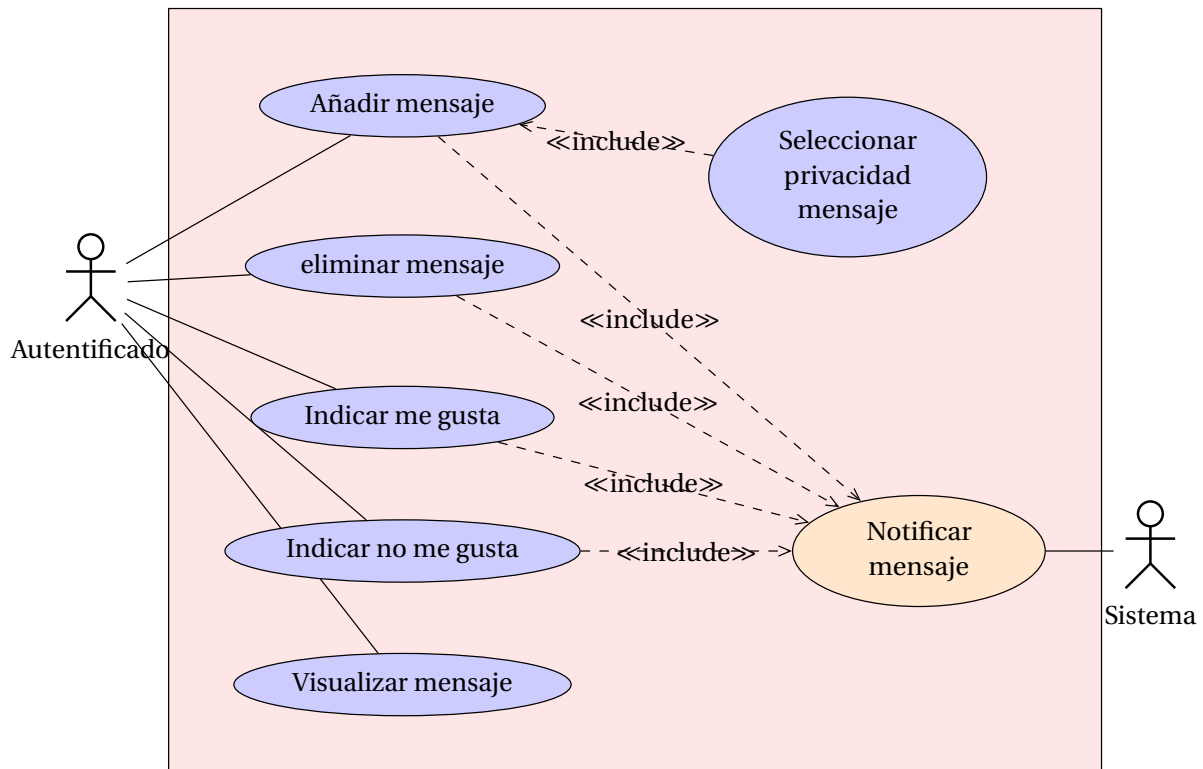 Añadir mensaje
≪include≫
Seleccionar
privacidad
mensaje
eliminar mensaje
Autentificado
≪include≫
≪include≫
Indicar me gusta
≪include≫
Indicar no me gusta
≪include≫
Notificar
mensaje
Sistema
Visualizar mensaje